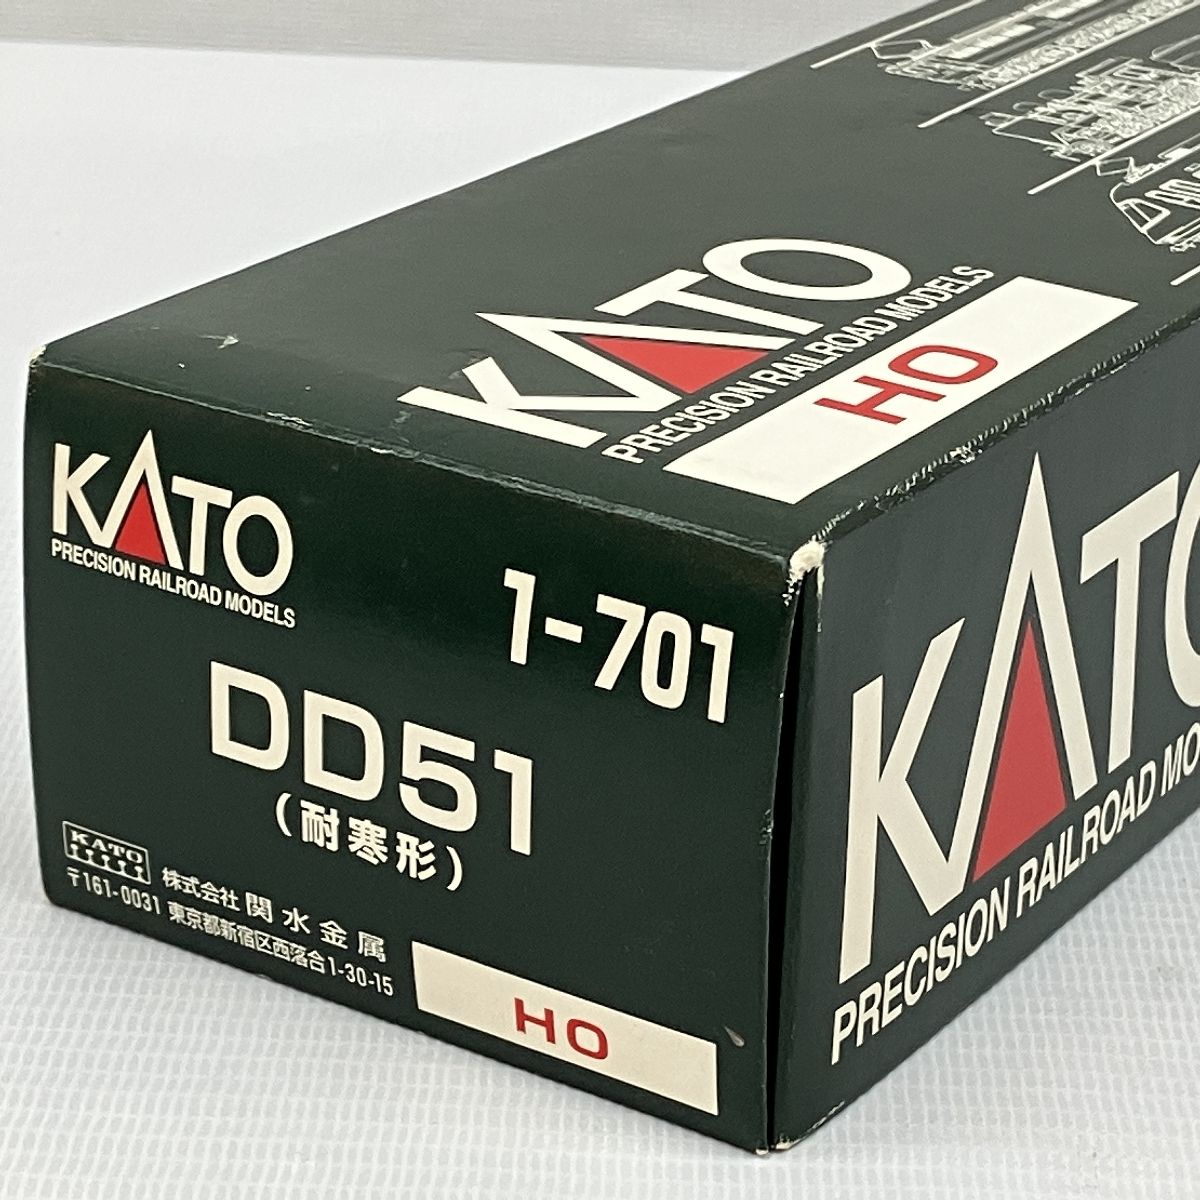 KATO
PRECISION RAILROAD MODELS
HO
KATO
PRECISION RAILROAD MODELS
1-701
DD51
(耐寒形)
KATO
株式会社 関水金属
〒161-0031 東京都新宿区西落合1-30-15
HO
KATO
PRECISION RAILROAD MO